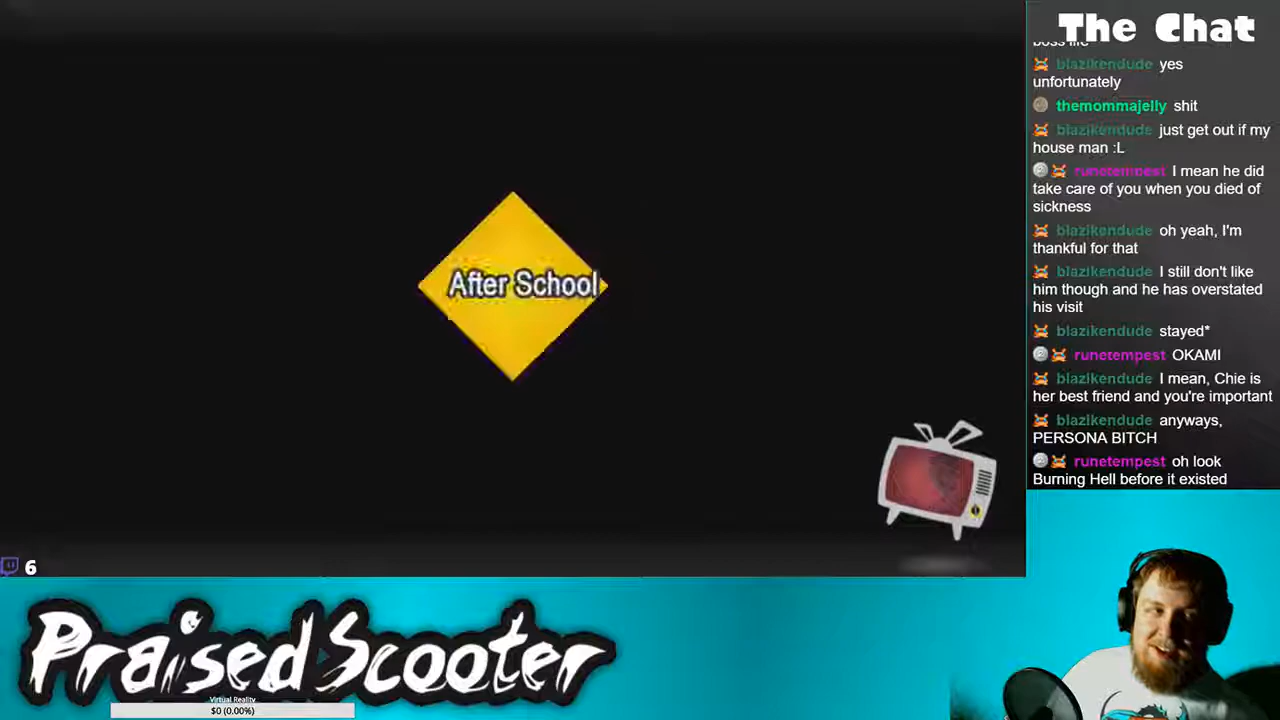 After School
The Chat
boss life
blazikendude yes
unfortunately
themommajelly shit
blazikendude just get out if my
house man :L
runetempest I mean he did
take care of you when you died of
sickness
blazikendude oh yeah, I'm
thankful for that
blazikendude I still don't like
him though and he has overstated
his visit
blazikendude stayed*
runetempest OKAMI
blazikendude I mean, Chie is
her best friend and you're important
blazikendude anyways,
PERSONA BITCH
runetempest oh look
Burning Hell before it existed
6
PraisedScooter
Virtual Reality
$0 (0.00%)